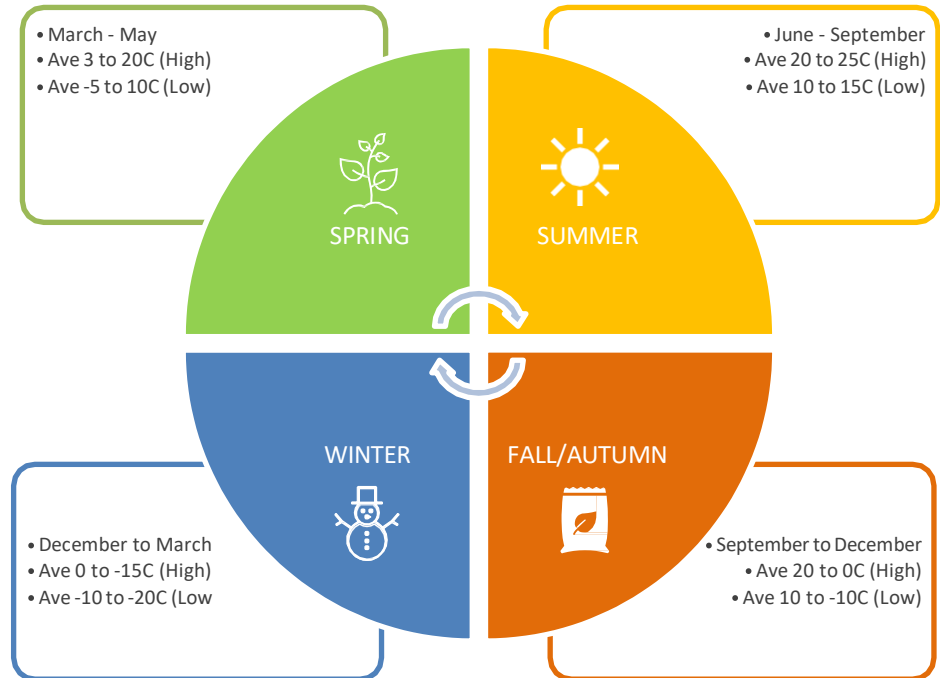 • March - May
• Ave 3 to 20C (High)
• Ave -5 to 10C (Low)
• June - September
• Ave 20 to 25C (High)
• Ave 10 to 15C (Low)
SPRING
SUMMER
WINTER
FALL/AUTUMN
• December to March
• Ave 0 to -15C (High)
• Ave -10 to -20C (Low
• September to December
• Ave 20 to 0C (High)
• Ave 10 to -10C (Low)